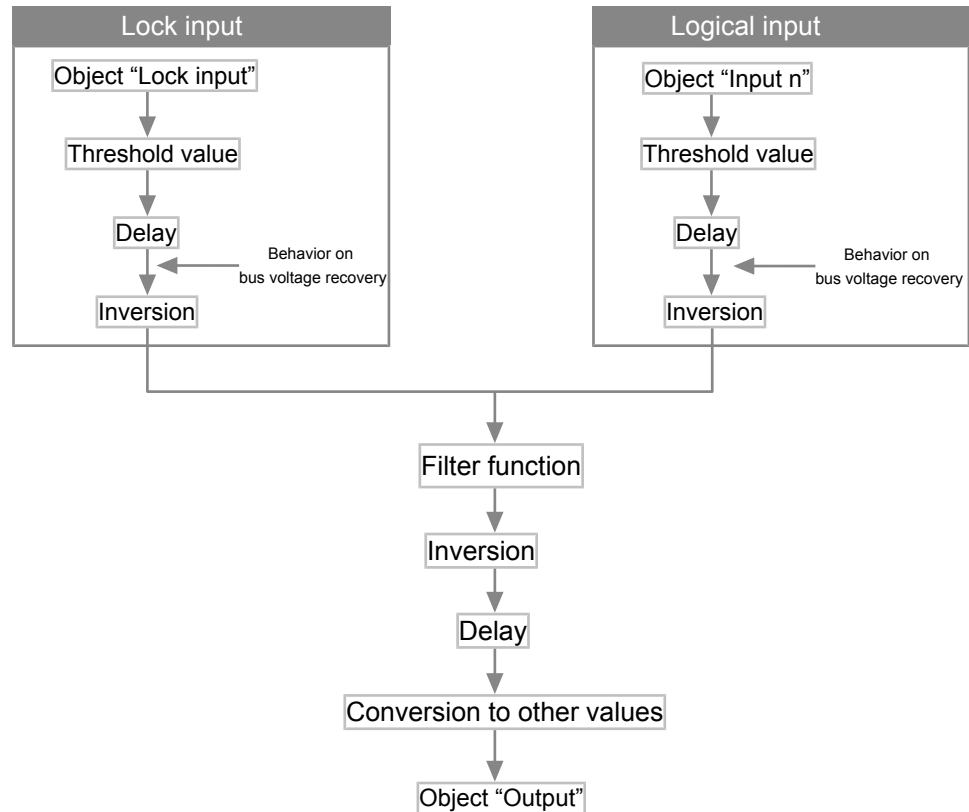 Lock input
Object “Lock input”
Threshold value
Delay
Behavior on
bus voltage recovery
Inversion
Logical input
Object “Input n”
Threshold value
Delay
Behavior on
bus voltage recovery
Inversion
Filter function
Inversion
Delay
Conversion to other values
Object “Output”